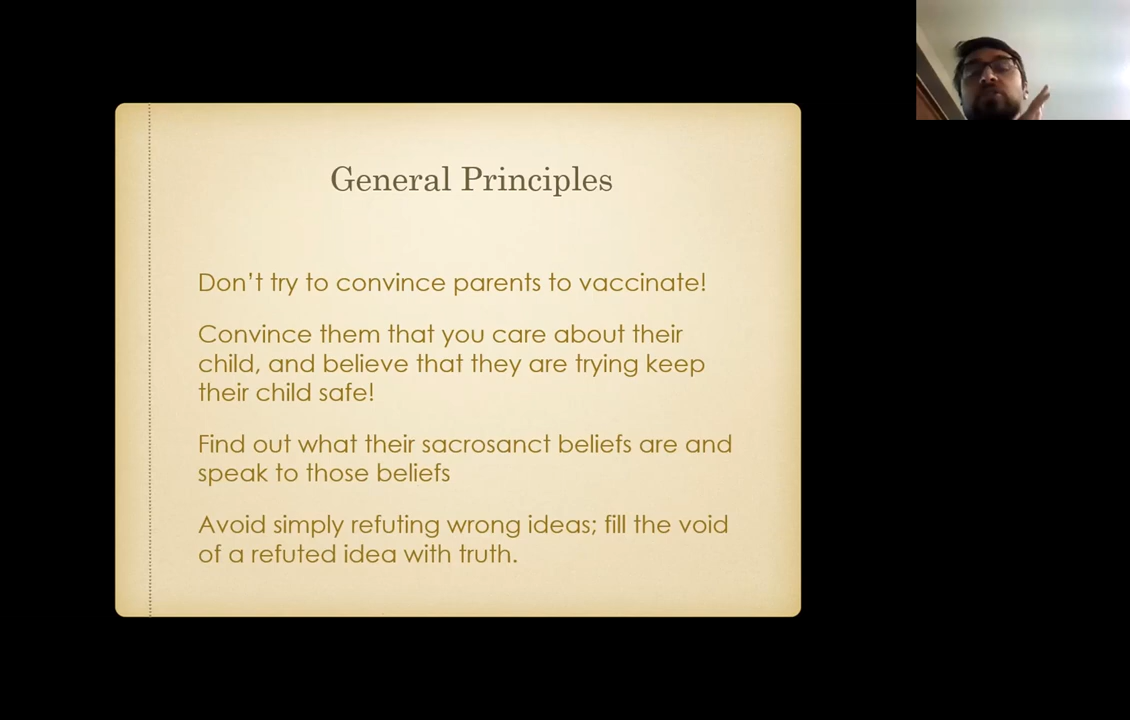 General Principles
Don’t try to convince parents to vaccinate!
Convince them that you care about their
child, and believe that they are trying keep
their child safe!
Find out what their sacrosanct beliefs are and
speak to those beliefs
Avoid simply refuting wrong ideas; fill the void
of a refuted idea with truth.